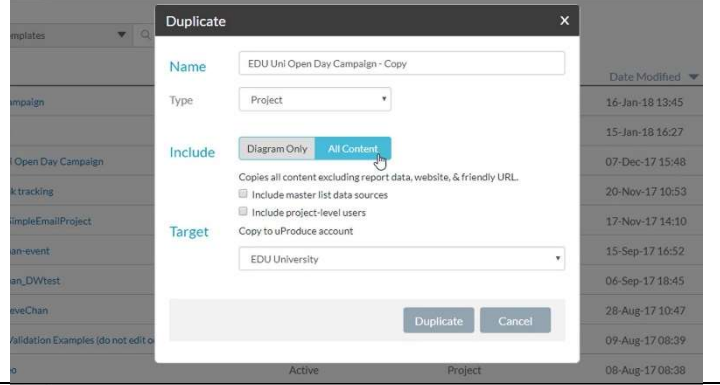 Duplicate X
mplates
Name EDU Uni Open Day Campaign - Copy
Date Modified
Type Project
mpaign 16-Jan-18 13:45
15-Jan-18 16:27
Include Diagram Only All Content
Open Day Campaign 07-Dec-17 15:48
Copies all content excluding report data, website, & friendly URL.
k tracking Include master list data sources 20-Nov-17 10:53
SimpleEmailProject Include project-level users 17-Nov-17 14:10
Target Copy to uProduce account
an-event 15-Sep-17 16:52
EDU University
an_DWtest 06-Sep-17 18:45
eveChan 28-Aug-17 10:47
Duplicate Cancel
Validation Examples (do not edit o 09-Aug-17 08:39
o Active Project 08-Aug-17 08:38